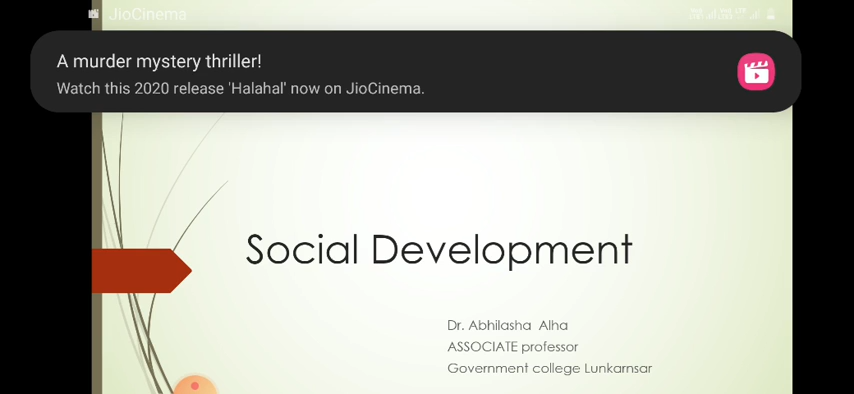 JioCinema
A murder mystery thriller!
Watch this 2020 release 'Halahal' now on JioCinema.
Social Development
Dr. Abhilasha Alha
ASSOCIATE professor
Government college Lunkarnsar